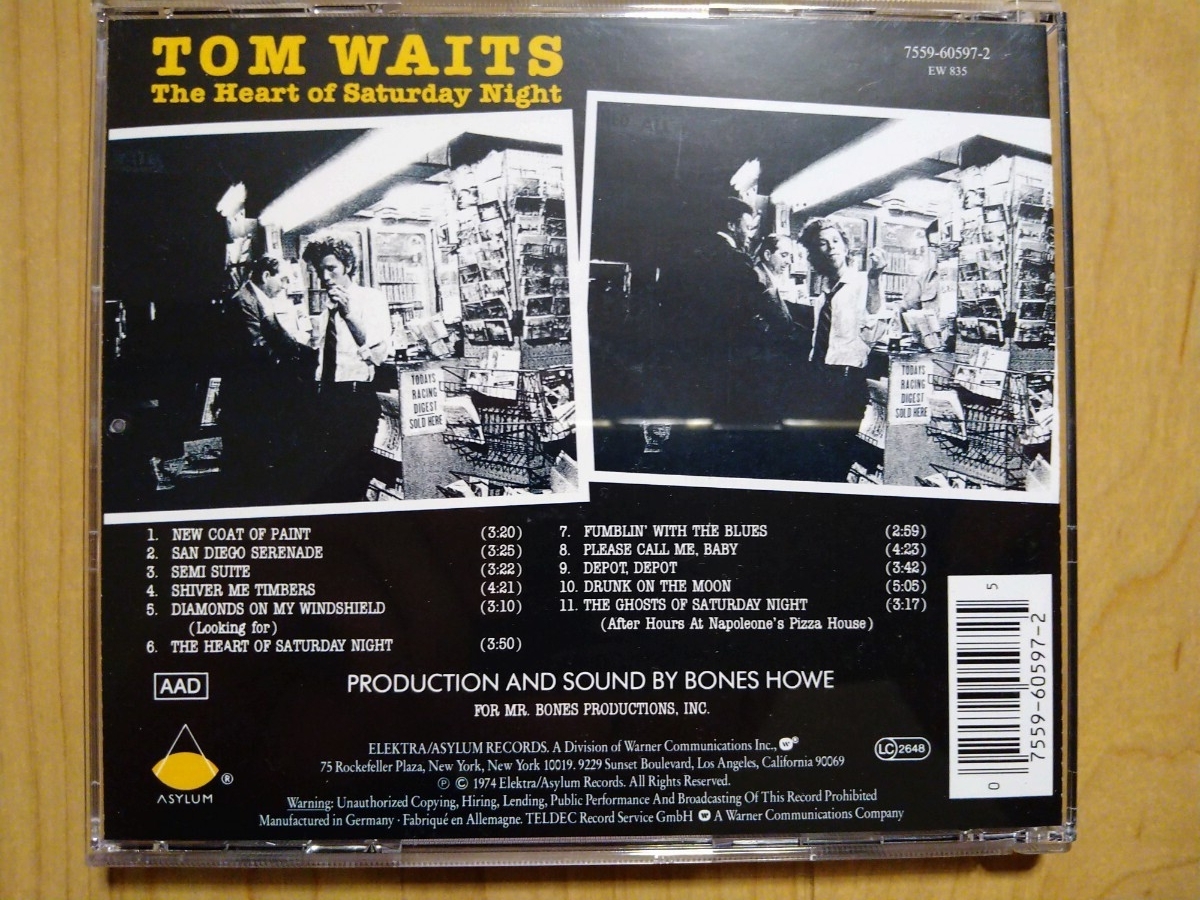 TOM WAITS
The Heart of Saturday Night
7559-60597-2
EW 835
TODAYS
RACING
DIGEST
SOLD HERE
TODAYS
RACING
DIGEST
SOLD HERE
1. NEW COAT OF PAINT (3:20)
2. SAN DIEGO SERENADE (3:25)
3. SEMI SUITE (3:22)
4. SHIVER ME TIMBERS (4:21)
5. DIAMONDS ON MY WINDSHIELD (3:10)
(Looking for)
6. THE HEART OF SATURDAY NIGHT (3:50)
7. FUMBLIN' WITH THE BLUES (2:59)
8. PLEASE CALL ME, BABY (4:23)
9. DEPOT, DEPOT (3:42)
10. DRUNK ON THE MOON (5:05)
11. THE GHOSTS OF SATURDAY NIGHT (3:17)
(After Hours At Napoleone's Pizza House)
AAD
PRODUCTION AND SOUND BY BONES HOWE
FOR MR. BONES PRODUCTIONS, INC.
ASYLUM ®
ELEKTRA/ASYLUM RECORDS. A Division of Warner Communications Inc., ®
75 Rockefeller Plaza, New York, New York 10019. 9229 Sunset Boulevard, Los Angeles, California 90069
℗ © 1974 Elektra/Asylum Records. All Rights Reserved.
Warning: Unauthorized Copying, Hiring, Lending, Public Performance And Broadcasting Of This Record Prohibited
Manufactured in Germany · Fabriqué en Allemagne. TELDEC Record Service GmbH A Warner Communications Company
LC 2648
5
7559-60597-2
0